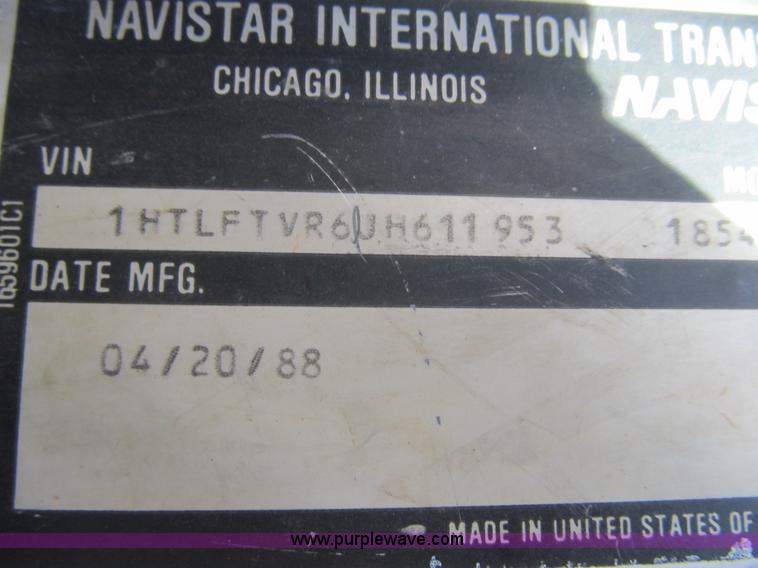 NAVISTAR INTERNATIONAL TRANS
CHICAGO, ILLINOIS
NAVIS
VIN
MO
1HTLFTVR6JH611953 1854
1659601C1
DATE MFG.
04/20/88
MADE IN UNITED STATES OF
www.purplewave.com